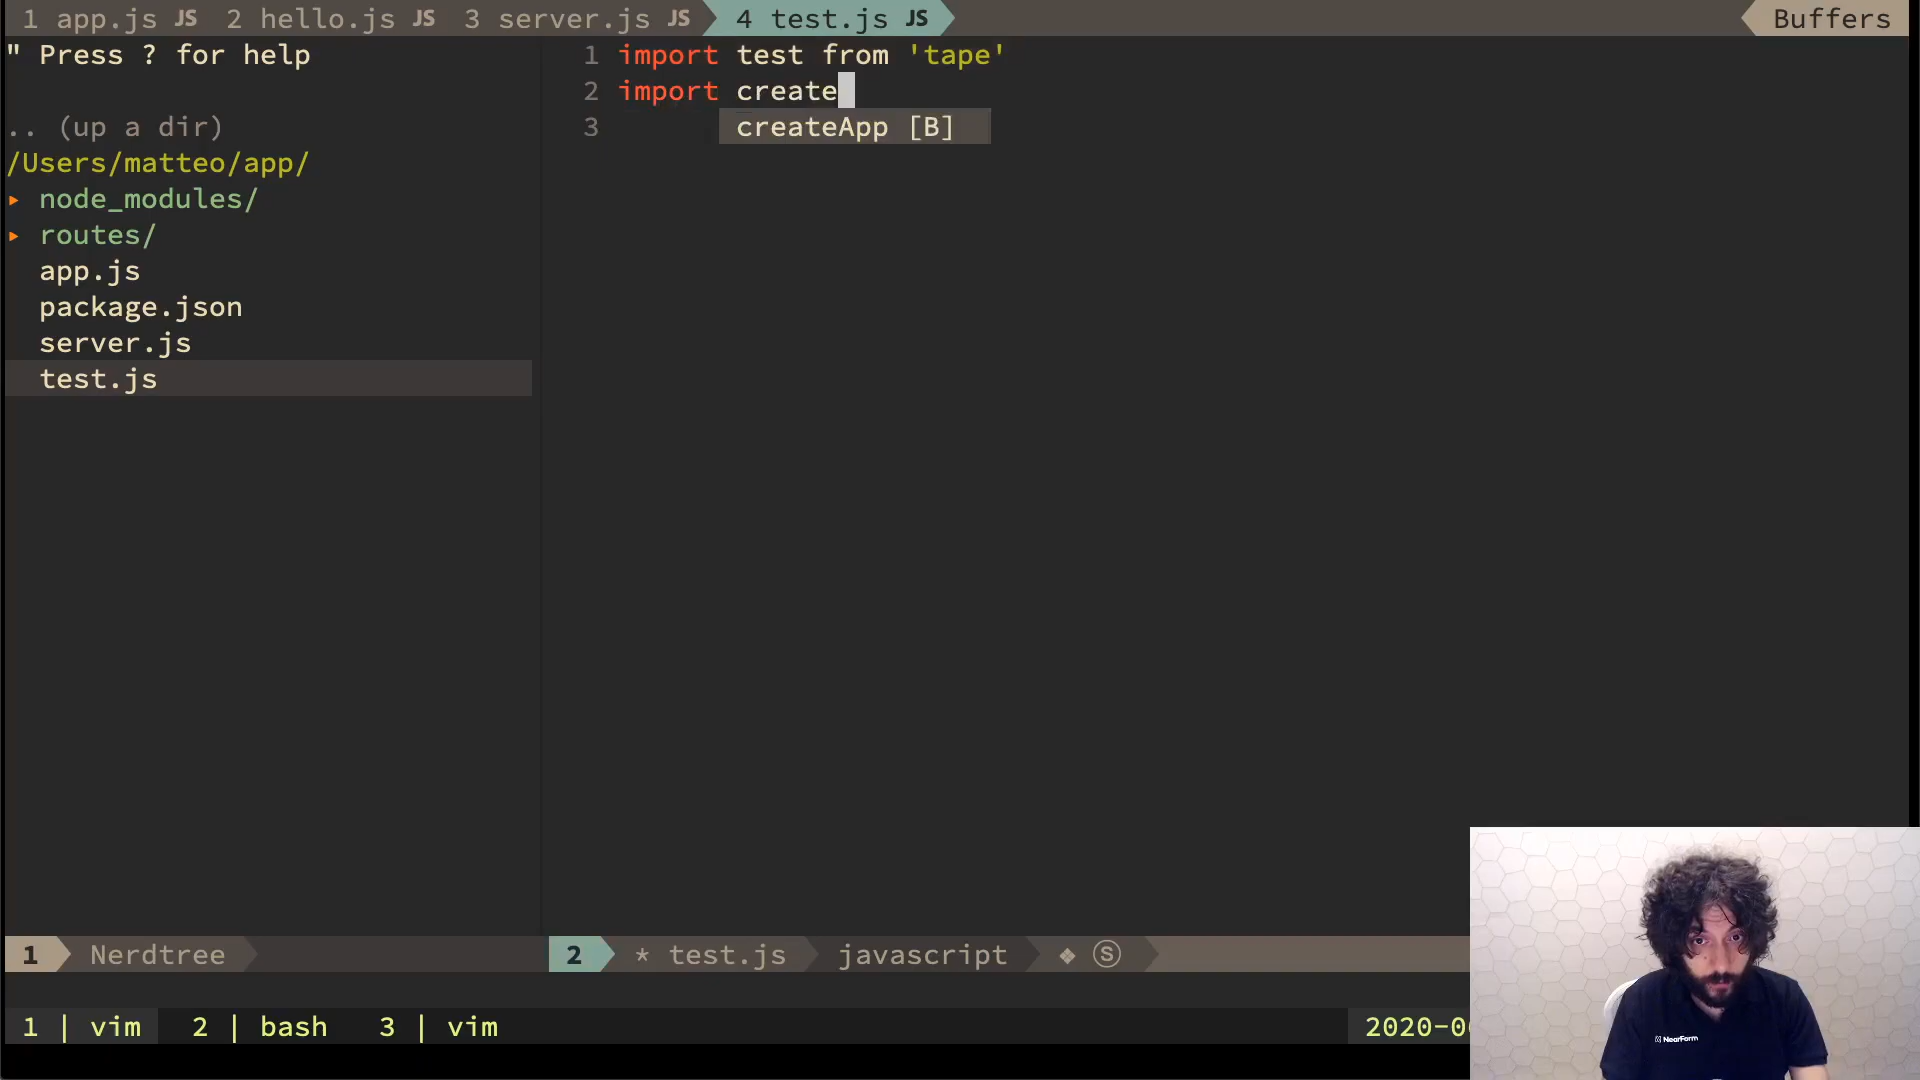 1 app.js JS 2 hello.js JS 3 server.js JS 4 test.js JS Buffers
" Press ? for help
.. (up a dir)
/Users/matteo/app/
▸ node_modules/
▸ routes/
app.js
package.json
server.js
test.js
1 import test from 'tape'
2 import create
3 createApp [B]
1 Nerdtree 2 * test.js javascript ❖ Ⓢ
1 | vim 2 | bash 3 | vim 2020-0
NearForm